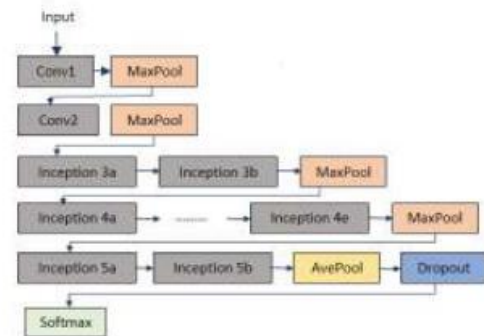 Input
Conv1 MaxPool
Conv2 MaxPool
Inception 3a Inception 3b MaxPool
Inception 4a Inception 4e MaxPool
Inception 5a Inception 5b AvePool Dropout
Softmax